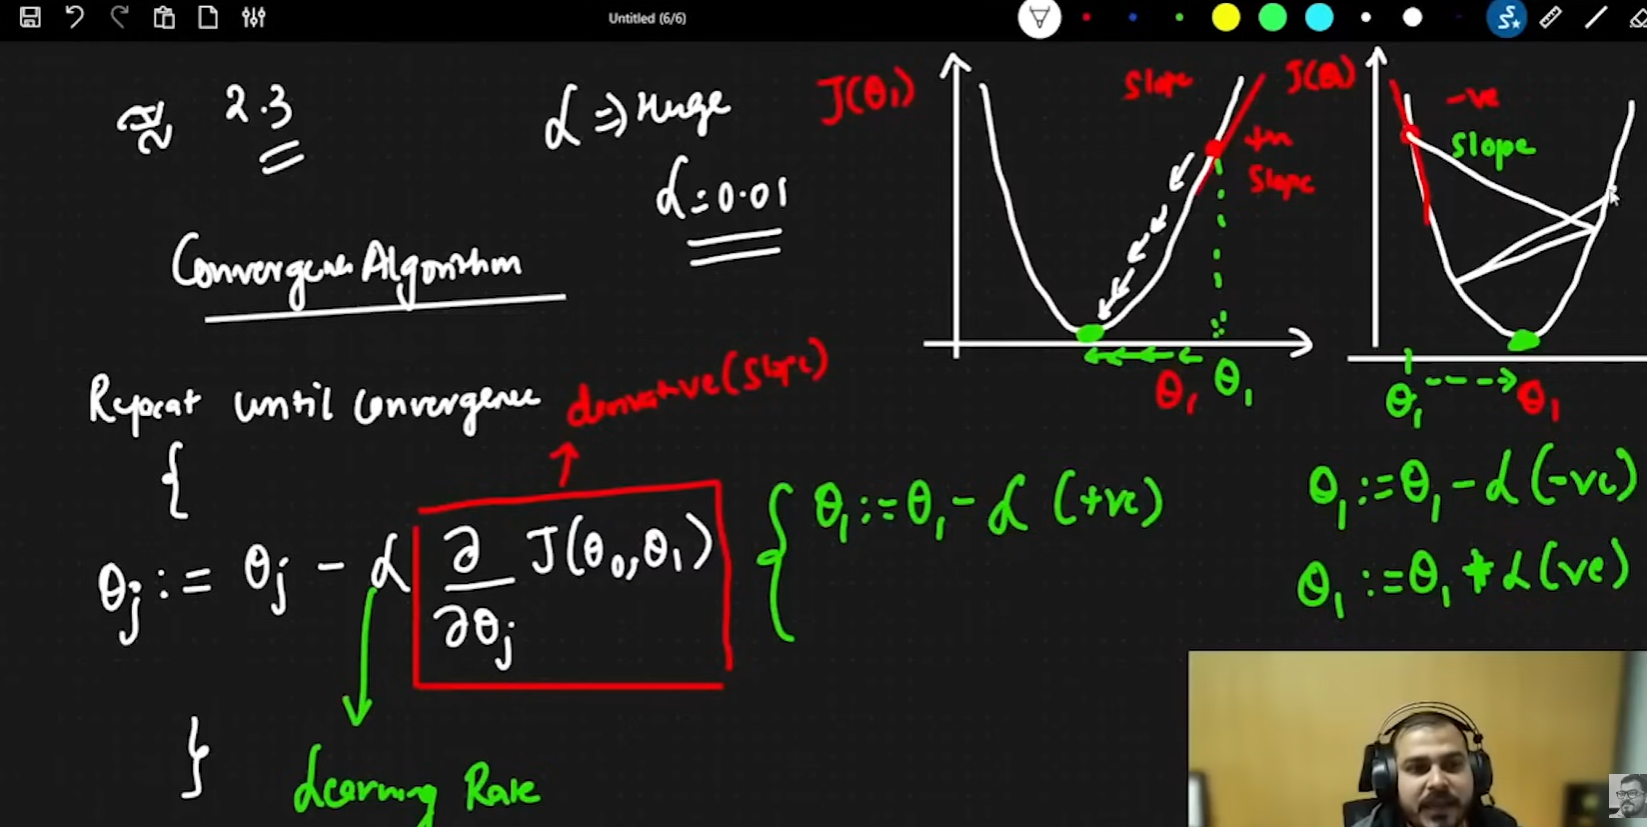 Untitled (6/6)
≈ 2.3
α ⇒ Huge
α = 0.01
Convergence Algorithm
Repeat until convergence
{
θj := θj - α ∂/∂θj J(θ0, θ1)
}
derivative (slope)
Learning Rate
J(θ1)
Slope
+ve
Slope
θ1 θ1
{ θ1 := θ1 - α (+ve)
J(θ1)
-ve
Slope
θ1 θ1
θ1 := θ1 - α (-ve)
θ1 := θ1 + α (ve)